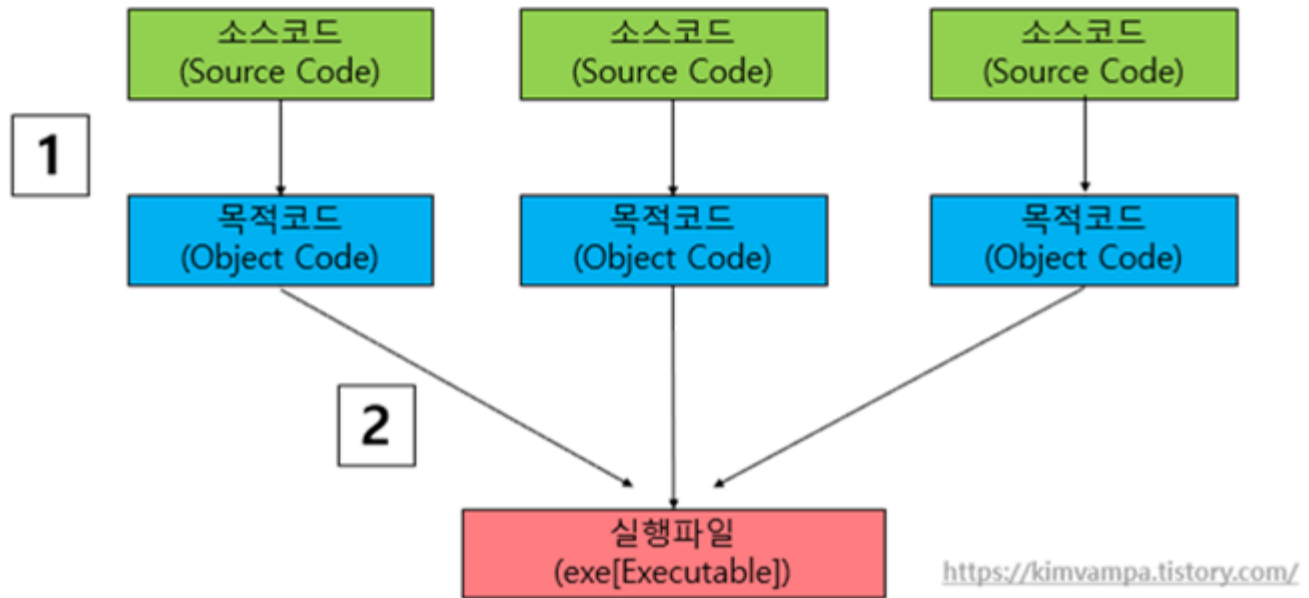 소스코드
(Source Code)
소스코드
(Source Code)
소스코드
(Source Code)
1
목적코드
(Object Code)
목적코드
(Object Code)
목적코드
(Object Code)
2
실행파일
(exe[Executable])
https://kimvampa.tistory.com/